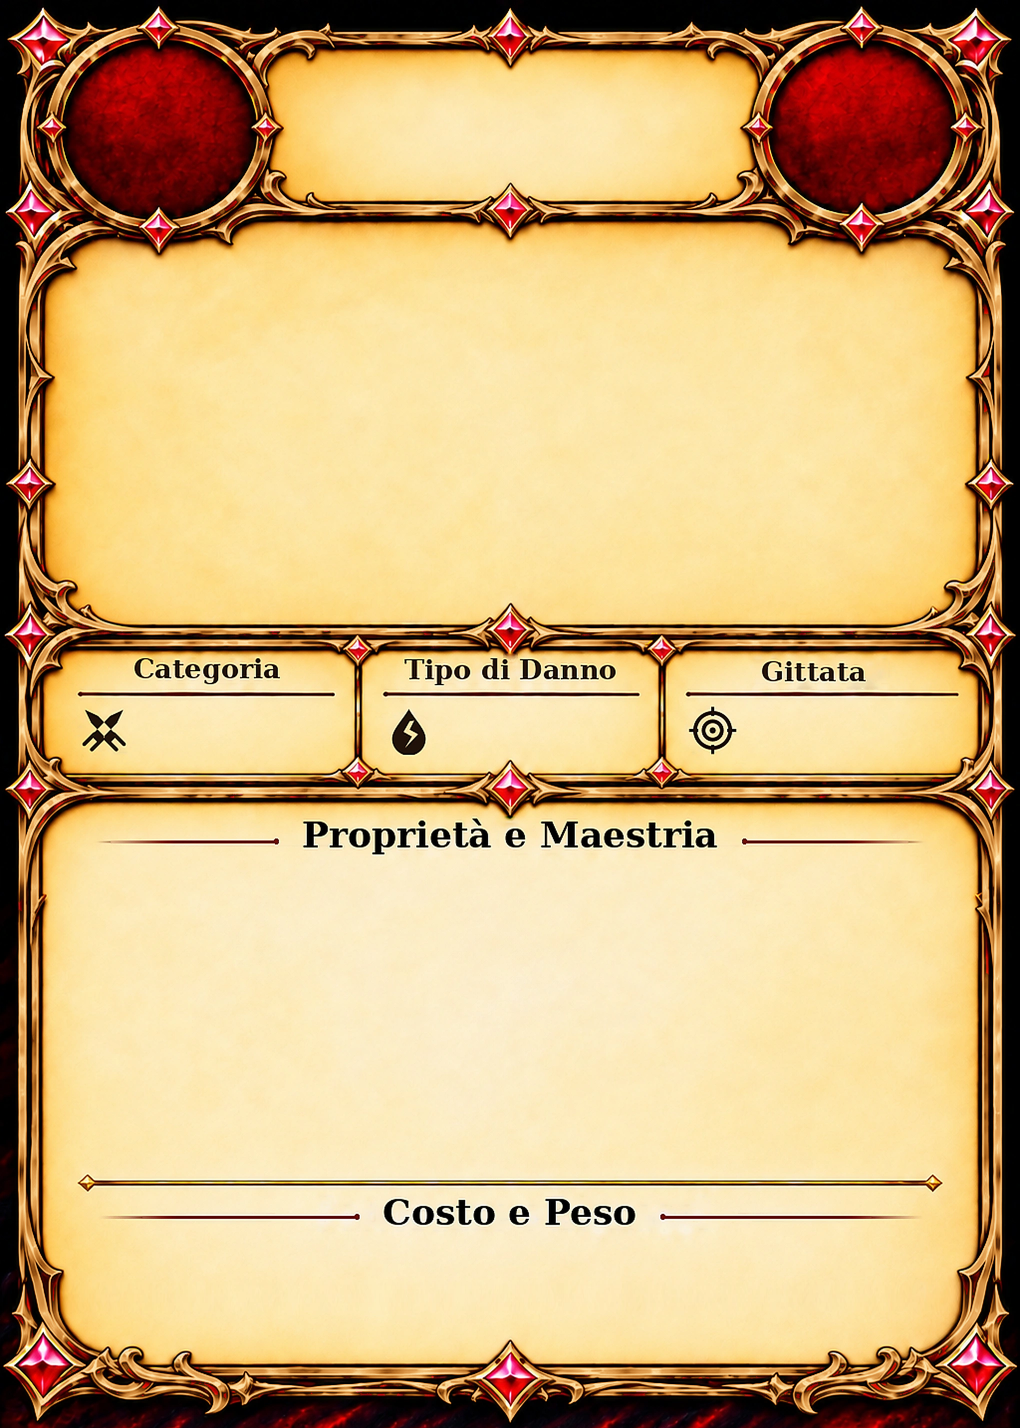 Categoria
Tipo di Danno
Gittata
Proprietà e Maestria
Costo e Peso